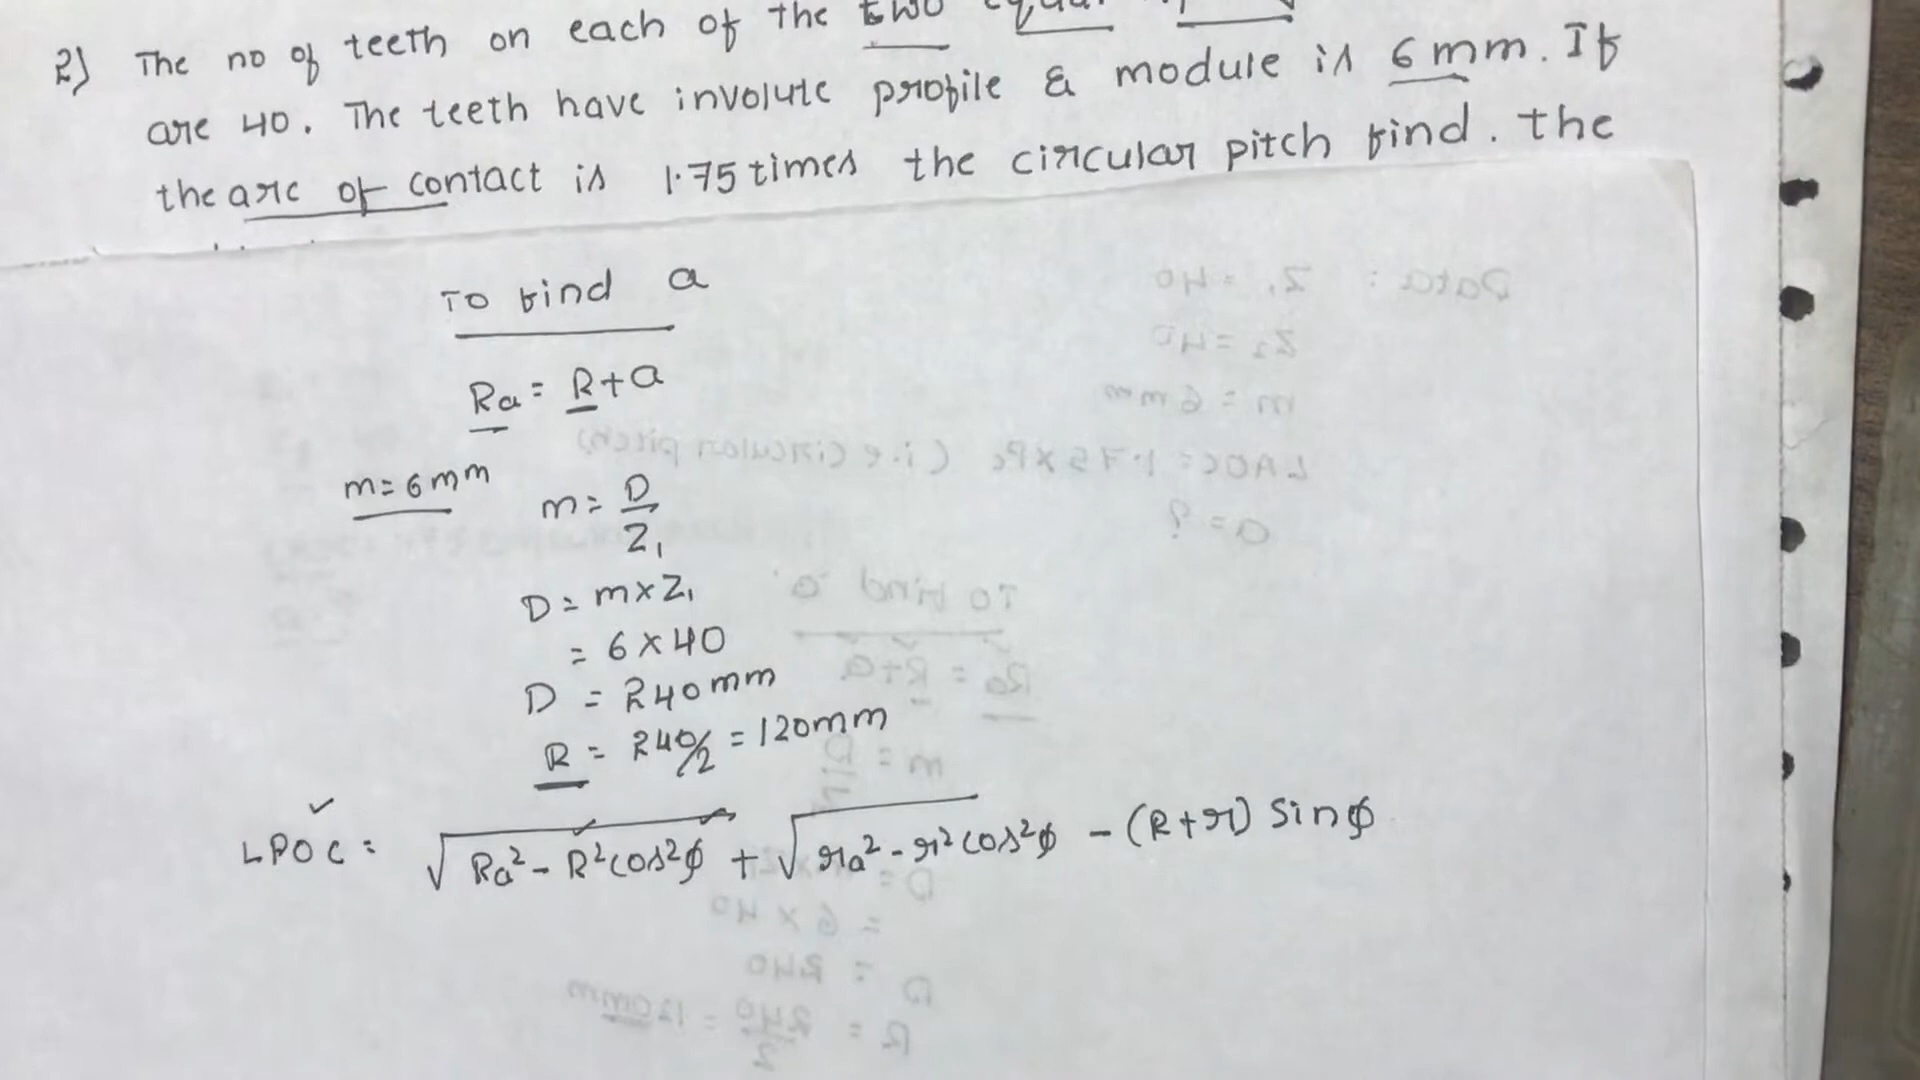 2) The no of teeth on each of the two equal
are 40. The teeth have involute profile & module is 6 mm. If
the arc of contact is 1.75 times the circular pitch find. the
To find a
Ra = R+a
m=6mm m= D/Z₁
D = m×Z₁
= 6×40
D = 240mm
R = 240/2 = 120mm
LPOC = √Ra²-R²cos²φ + √ra²-r²cos²φ - (R+r) sinφ